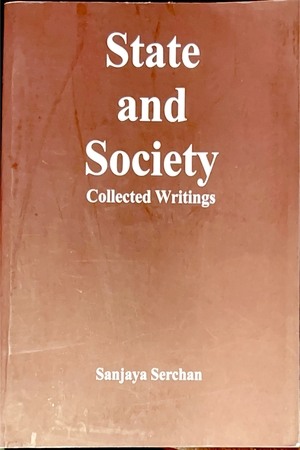 State
and
Society
Collected Writings
Sanjaya Serchan